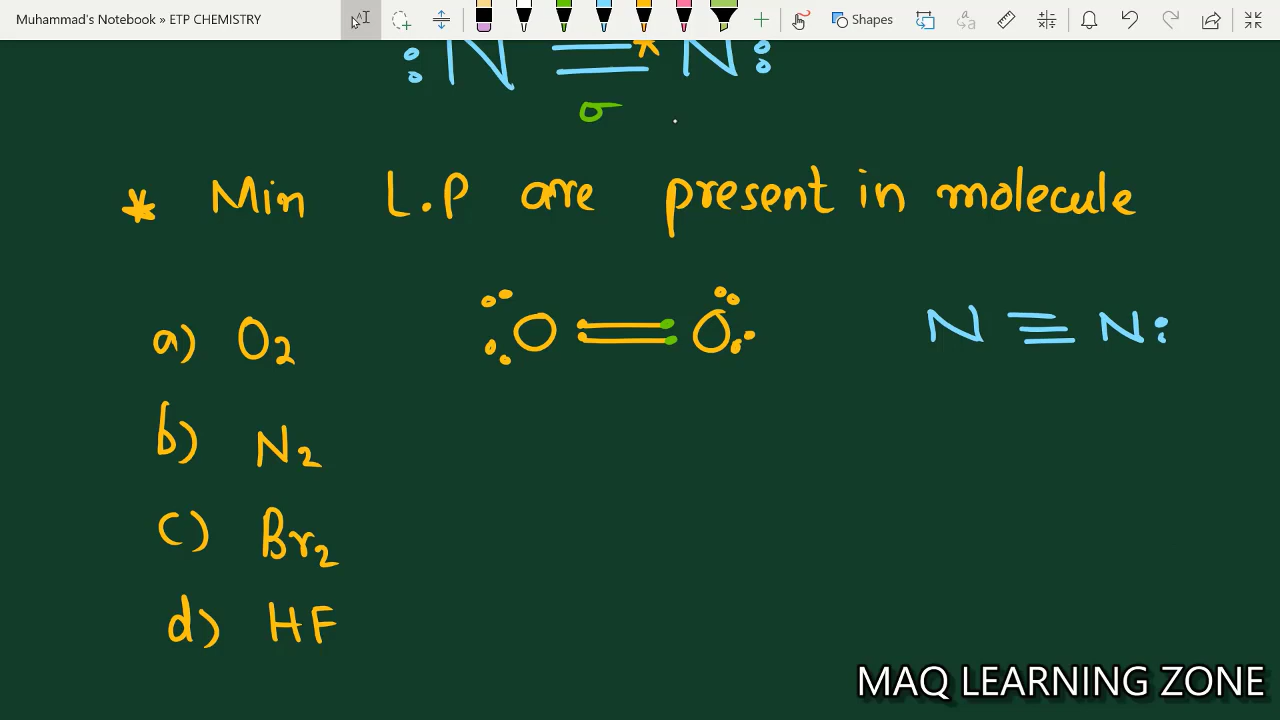 Muhammad's Notebook » ETP CHEMISTRY
Shapes
:N ≡ N:
σ
* Min L.P are present in molecule
a) O2
O = O
N ≡ N:
b) N2
c) Br2
d) HF
MAQ LEARNING ZONE